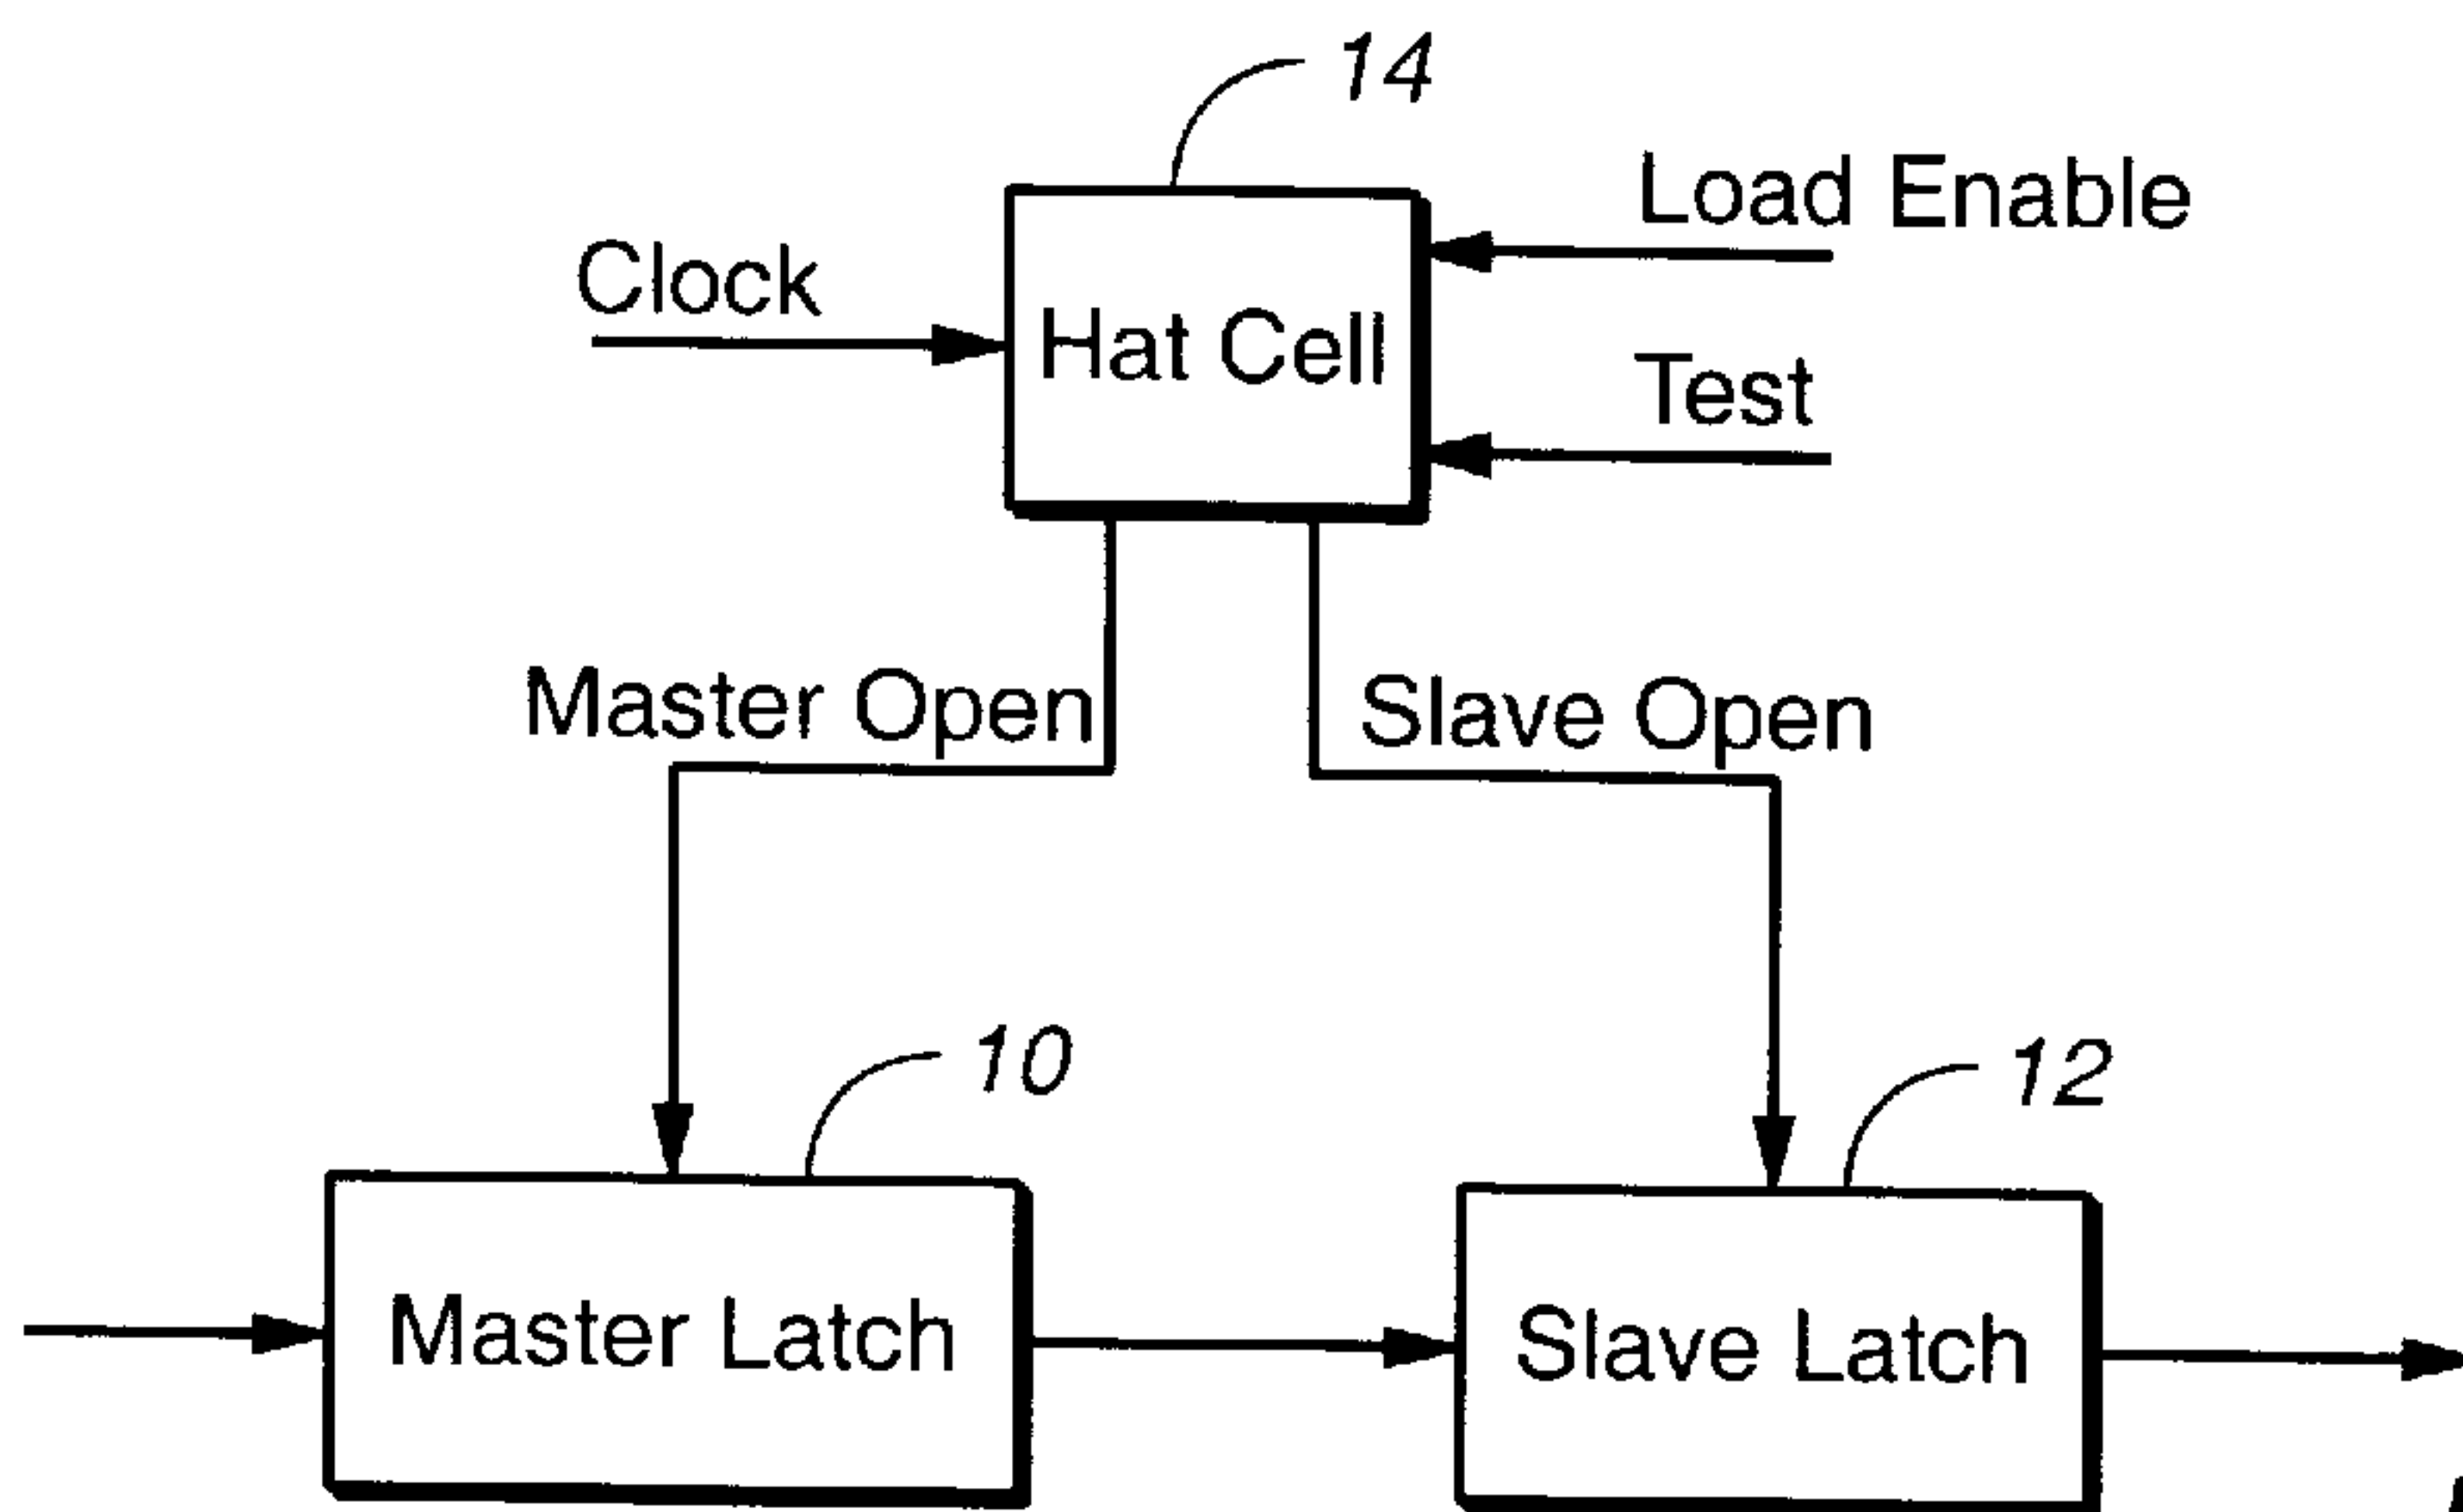 14
Load Enable
Clock
Hat Cell
Test
Master Open
Slave Open
10
12
Master Latch
Slave Latch